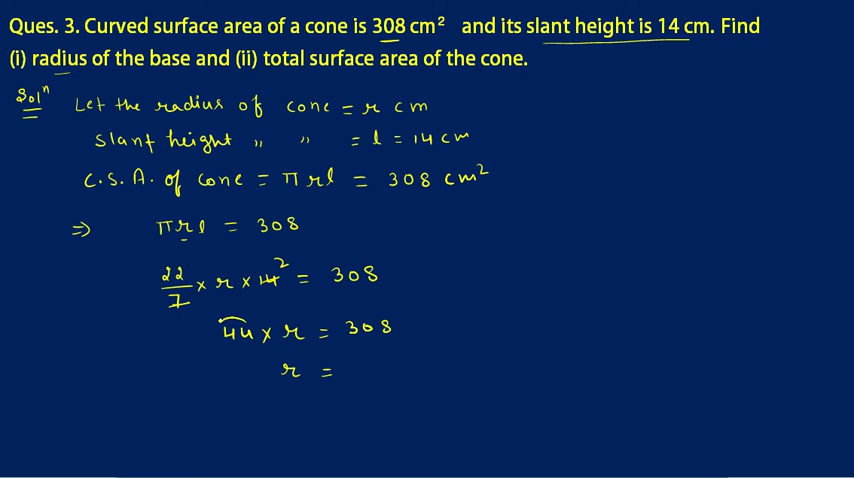 Ques. 3. Curved surface area of a cone is 308 cm² and its slant height is 14 cm. Find
(i) radius of the base and (ii) total surface area of the cone.
Solⁿ Let the radius of cone = r cm
Slant height " " = l = 14 cm
C.S.A. of cone = πrl = 308 cm²
⇒ πrl = 308
22/7 × r × 14² = 308
44 × r = 308
r =